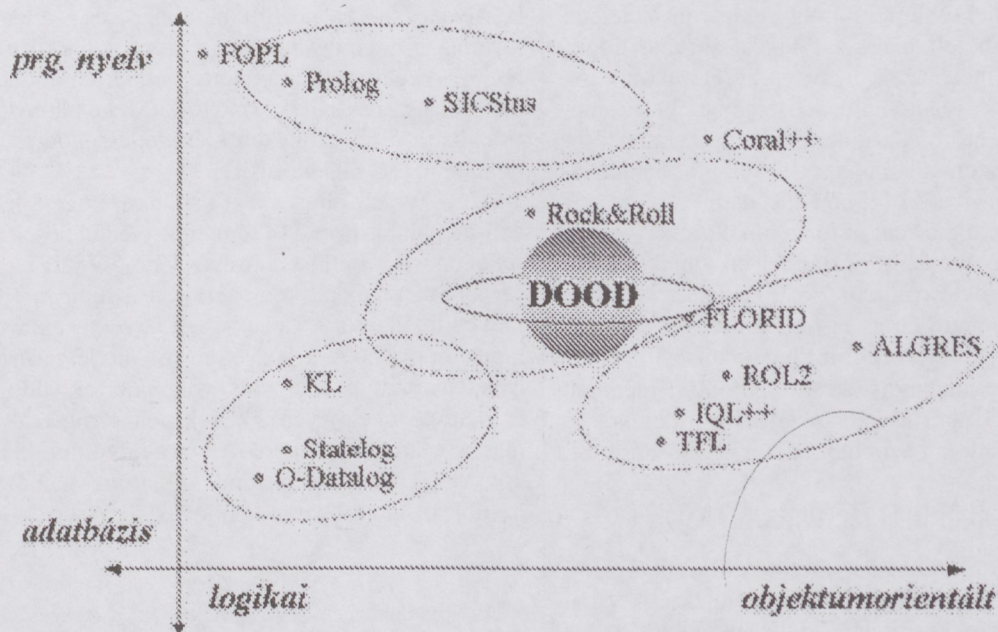 prg. nyelv
FOPL
Prolog
SICStus
Coral++
Rock&Roll
DOOD
FLORID
ALGRES
ROL2
KL
IQL++
TFL
Statelog
O-Datalog
adatbázis
logikai
objektumorientált